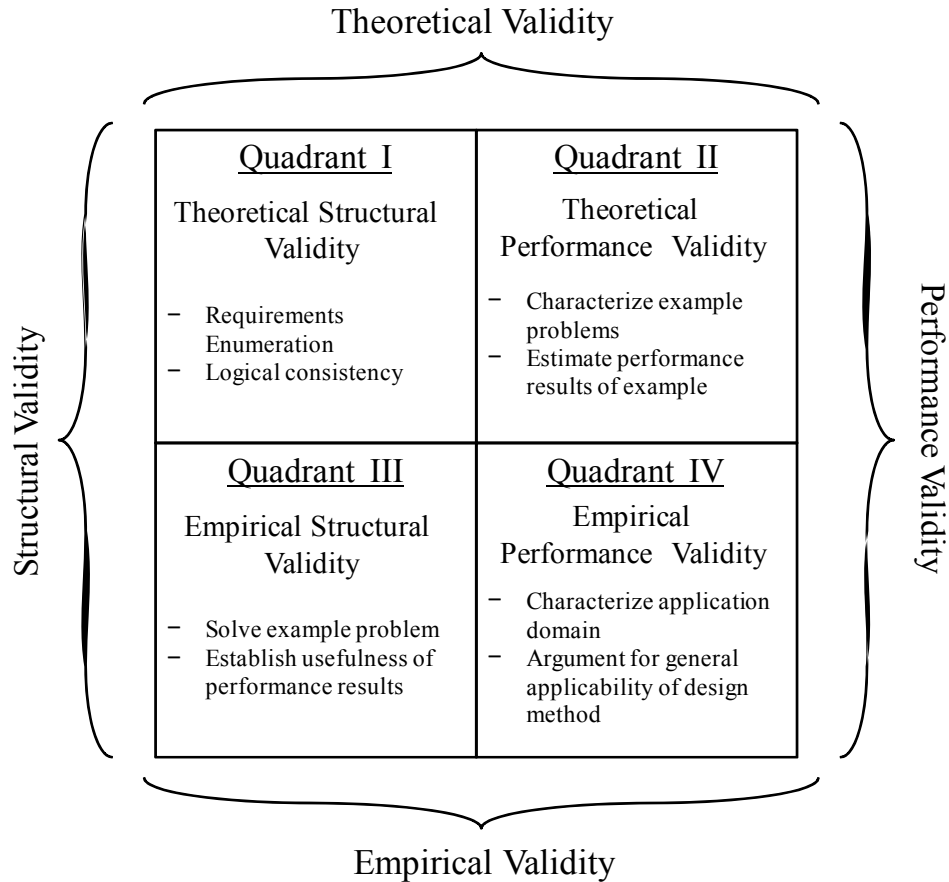 Theoretical Validity
Structural Validity
Quadrant I
Theoretical Structural
Validity
- Requirements
Enumeration
- Logical consistency
Quadrant II
Theoretical
Performance Validity
- Characterize example
problems
- Estimate performance
results of example
Quadrant III
Empirical Structural
Validity
- Solve example problem
- Establish usefulness of
performance results
Quadrant IV
Empirical
Performance Validity
- Characterize application
domain
- Argument for general
applicability of design
method
Performance Validity
Empirical Validity